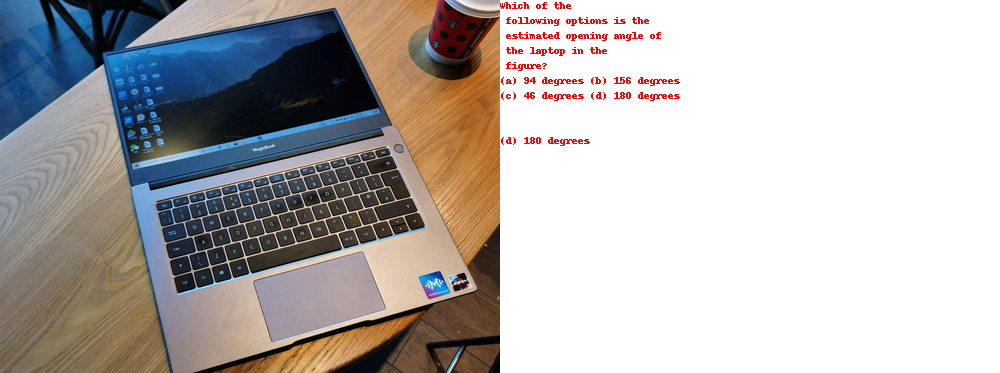 MagicBook
Which of the
following options is the
estimated opening angle of
the laptop in the
figure?
(a) 94 degrees (b) 156 degrees
(c) 46 degrees (d) 180 degrees
(d) 180 degrees